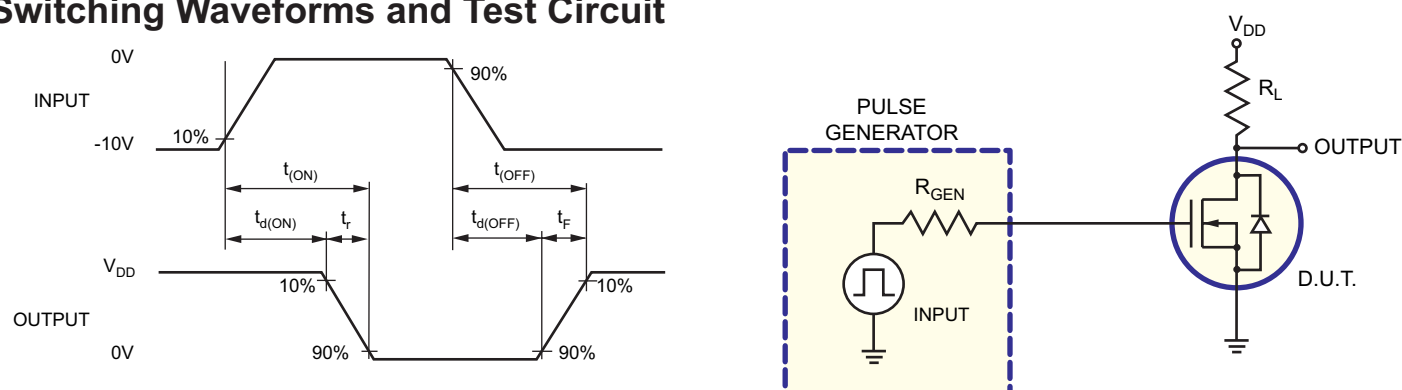 Switching Waveforms and Test Circuit
0V
INPUT
-10V
10%
90%
t(ON)
t(OFF)
td(ON)
tr
td(OFF)
tF
VDD
10%
10%
OUTPUT
0V
90%
90%
VDD
RL
OUTPUT
PULSE
GENERATOR
RGEN
INPUT
D.U.T.